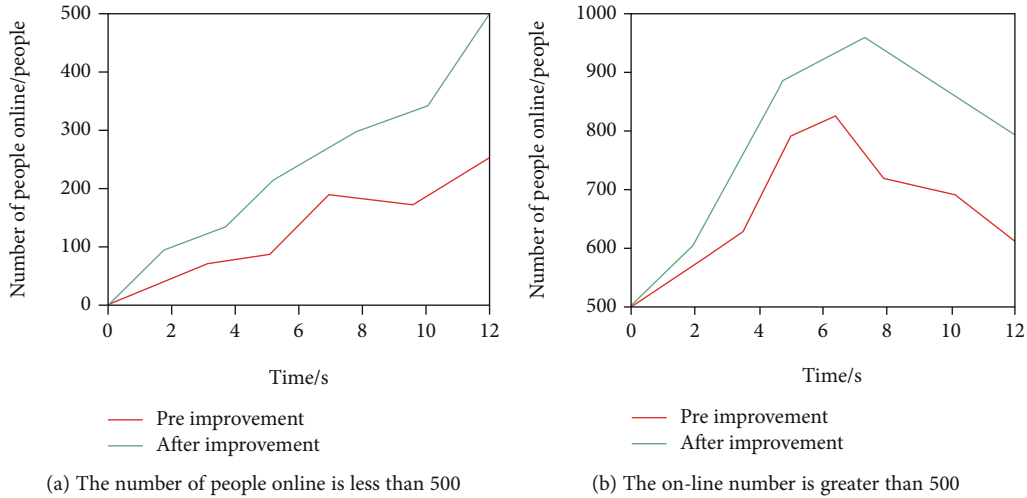 Number of people online/people
500
400
300
200
100
0
0 2 4 6 8 10 12
Time/s
Pre improvement
After improvement
(a) The number of people online is less than 500
Number of people online/people
1000
900
800
700
600
500
0 2 4 6 8 10 12
Time/s
Pre improvement
After improvement
(b) The on-line number is greater than 500